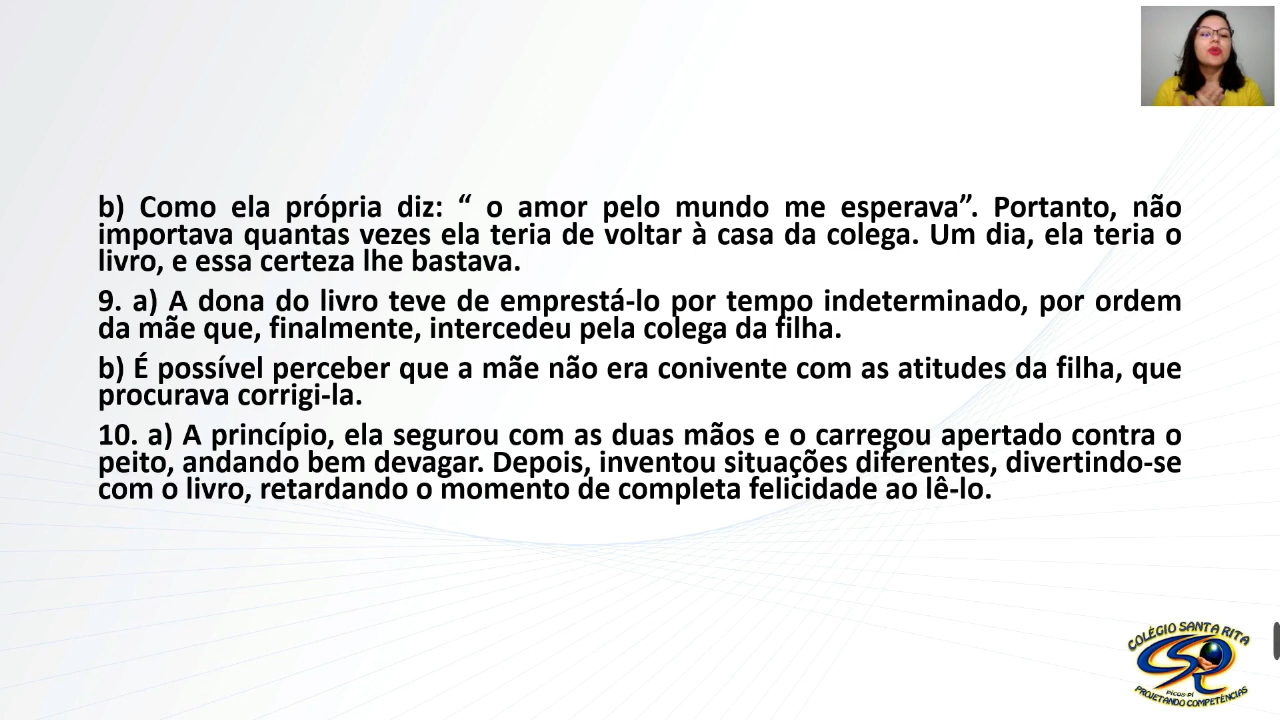 b) Como ela própria diz: “ o amor pelo mundo me esperava”. Portanto, não
importava quantas vezes ela teria de voltar à casa da colega. Um dia, ela teria o
livro, e essa certeza lhe bastava.
9. a) A dona do livro teve de emprestá-lo por tempo indeterminado, por ordem
da mãe que, finalmente, intercedeu pela colega da filha.
b) É possível perceber que a mãe não era conivente com as atitudes da filha, que
procurava corrigi-la.
10. a) A princípio, ela segurou com as duas mãos e o carregou apertado contra o
peito, andando bem devagar. Depois, inventou situações diferentes, divertindo-se
com o livro, retardando o momento de completa felicidade ao lê-lo.
COLÉGIO SANTA RITA
PICOS-PI
PROJETANDO COMPETÊNCIAS